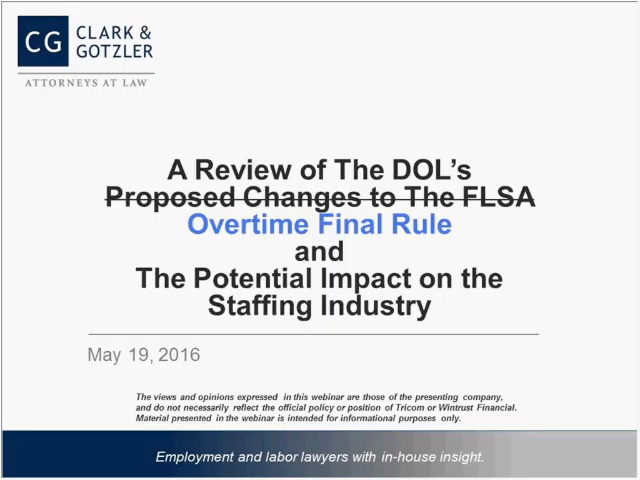 CG
CLARK &
GOTZLER
ATTORNEYS AT LAW
A Review of The DOL's
Proposed Changes to The FLSA
Overtime Final Rule
and
The Potential Impact on the
Staffing Industry
May 19, 2016
The views and opinions expressed in this webinar are those of the presenting company,
and do not necessarily reflect the official policy or position of Tricom or Wintrust Financial.
Material presented in the webinar is intended for informational purposes only.
Employment and labor lawyers with in-house insight.